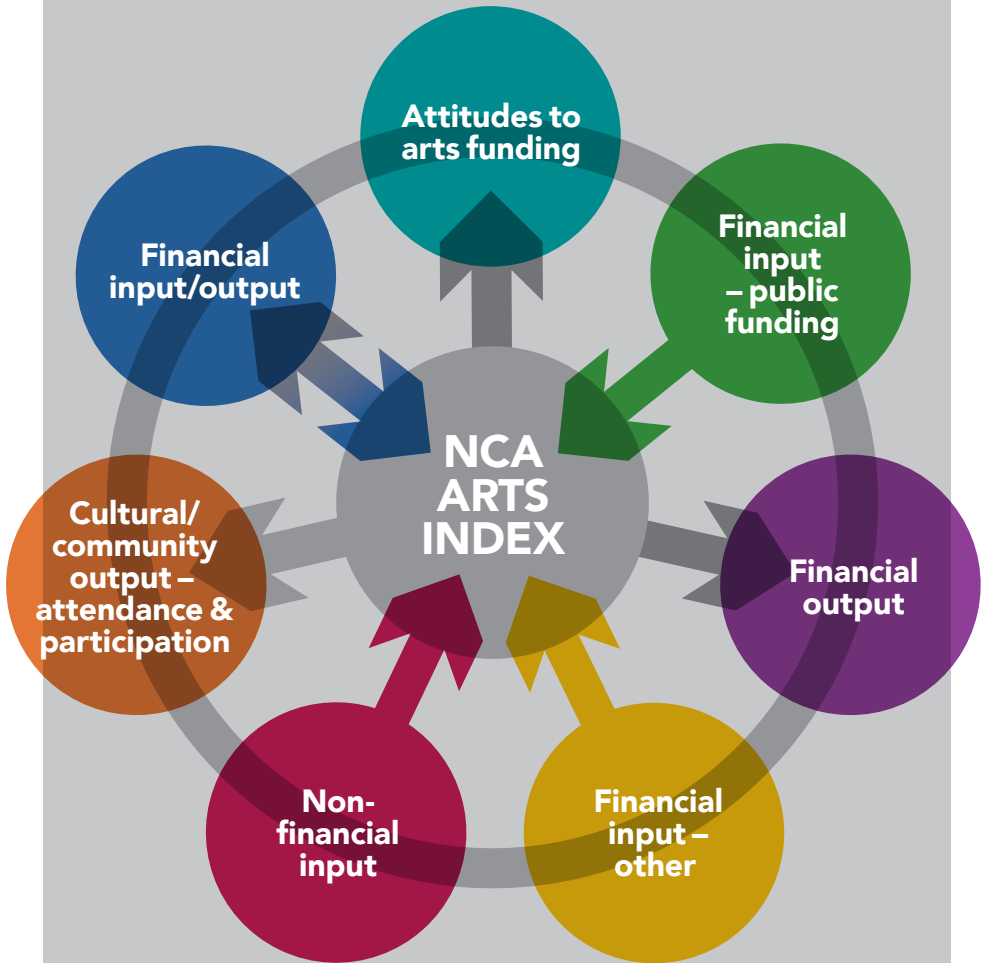 Attitudes to
arts funding
Financial
input
– public
funding
Financial
output
Financial
input –
other
Non-
financial
input
Cultural/
community
output –
attendance &
participation
Financial
input/output
NCA
ARTS
INDEX